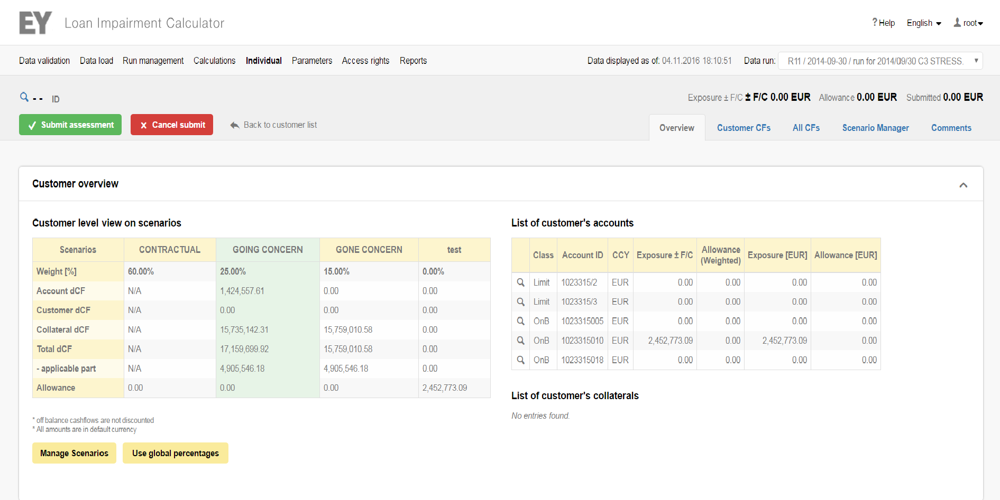 EY Loan Impairment Calculator
? Help English root
Data validation Data load Run management Calculations Individual Parameters Access rights Reports Data displayed as of: 04.11.2016 18:10:51 Data run: R11 / 2014-09-30 / run for 2014/09/30 C3 STRESS.
- - ID Exposure ± F/C ± F/C 0.00 EUR Allowance 0.00 EUR Submitted 0.00 EUR
Submit assessment Cancel submit Back to customer list Overview Customer CFs All CFs Scenario Manager Comments
Customer overview
Customer level view on scenarios
Scenarios CONTRACTUAL GOING CONCERN GONE CONCERN test
Weight [%] 60.00% 25.00% 15.00% 0.00%
Account dCF N/A 1,424,557.61 0.00 0.00
Customer dCF N/A 0.00 0.00 0.00
Collateral dCF N/A 15,735,142.31 15,759,010.58 0.00
Total dCF N/A 17,159,699.92 15,759,010.58 0.00
- applicable part N/A 4,905,546.18 4,905,546.18 0.00
Allowance 0.00 0.00 0.00 2,452,773.09
* off balance cashflows are not discounted
* All amounts are in default currency
Manage Scenarios Use global percentages
List of customer's accounts
Class Account ID CCY Exposure ± F/C Allowance (Weighted) Exposure [EUR] Allowance [EUR]
Limit 1023315/2 EUR 0.00 0.00 0.00 0.00
Limit 1023315/3 EUR 0.00 0.00 0.00 0.00
OnB 1023315005 EUR 0.00 0.00 0.00 0.00
OnB 1023315010 EUR 2,452,773.09 0.00 2,452,773.09 0.00
OnB 1023315018 EUR 0.00 0.00 0.00 0.00
List of customer's collaterals
No entries found.